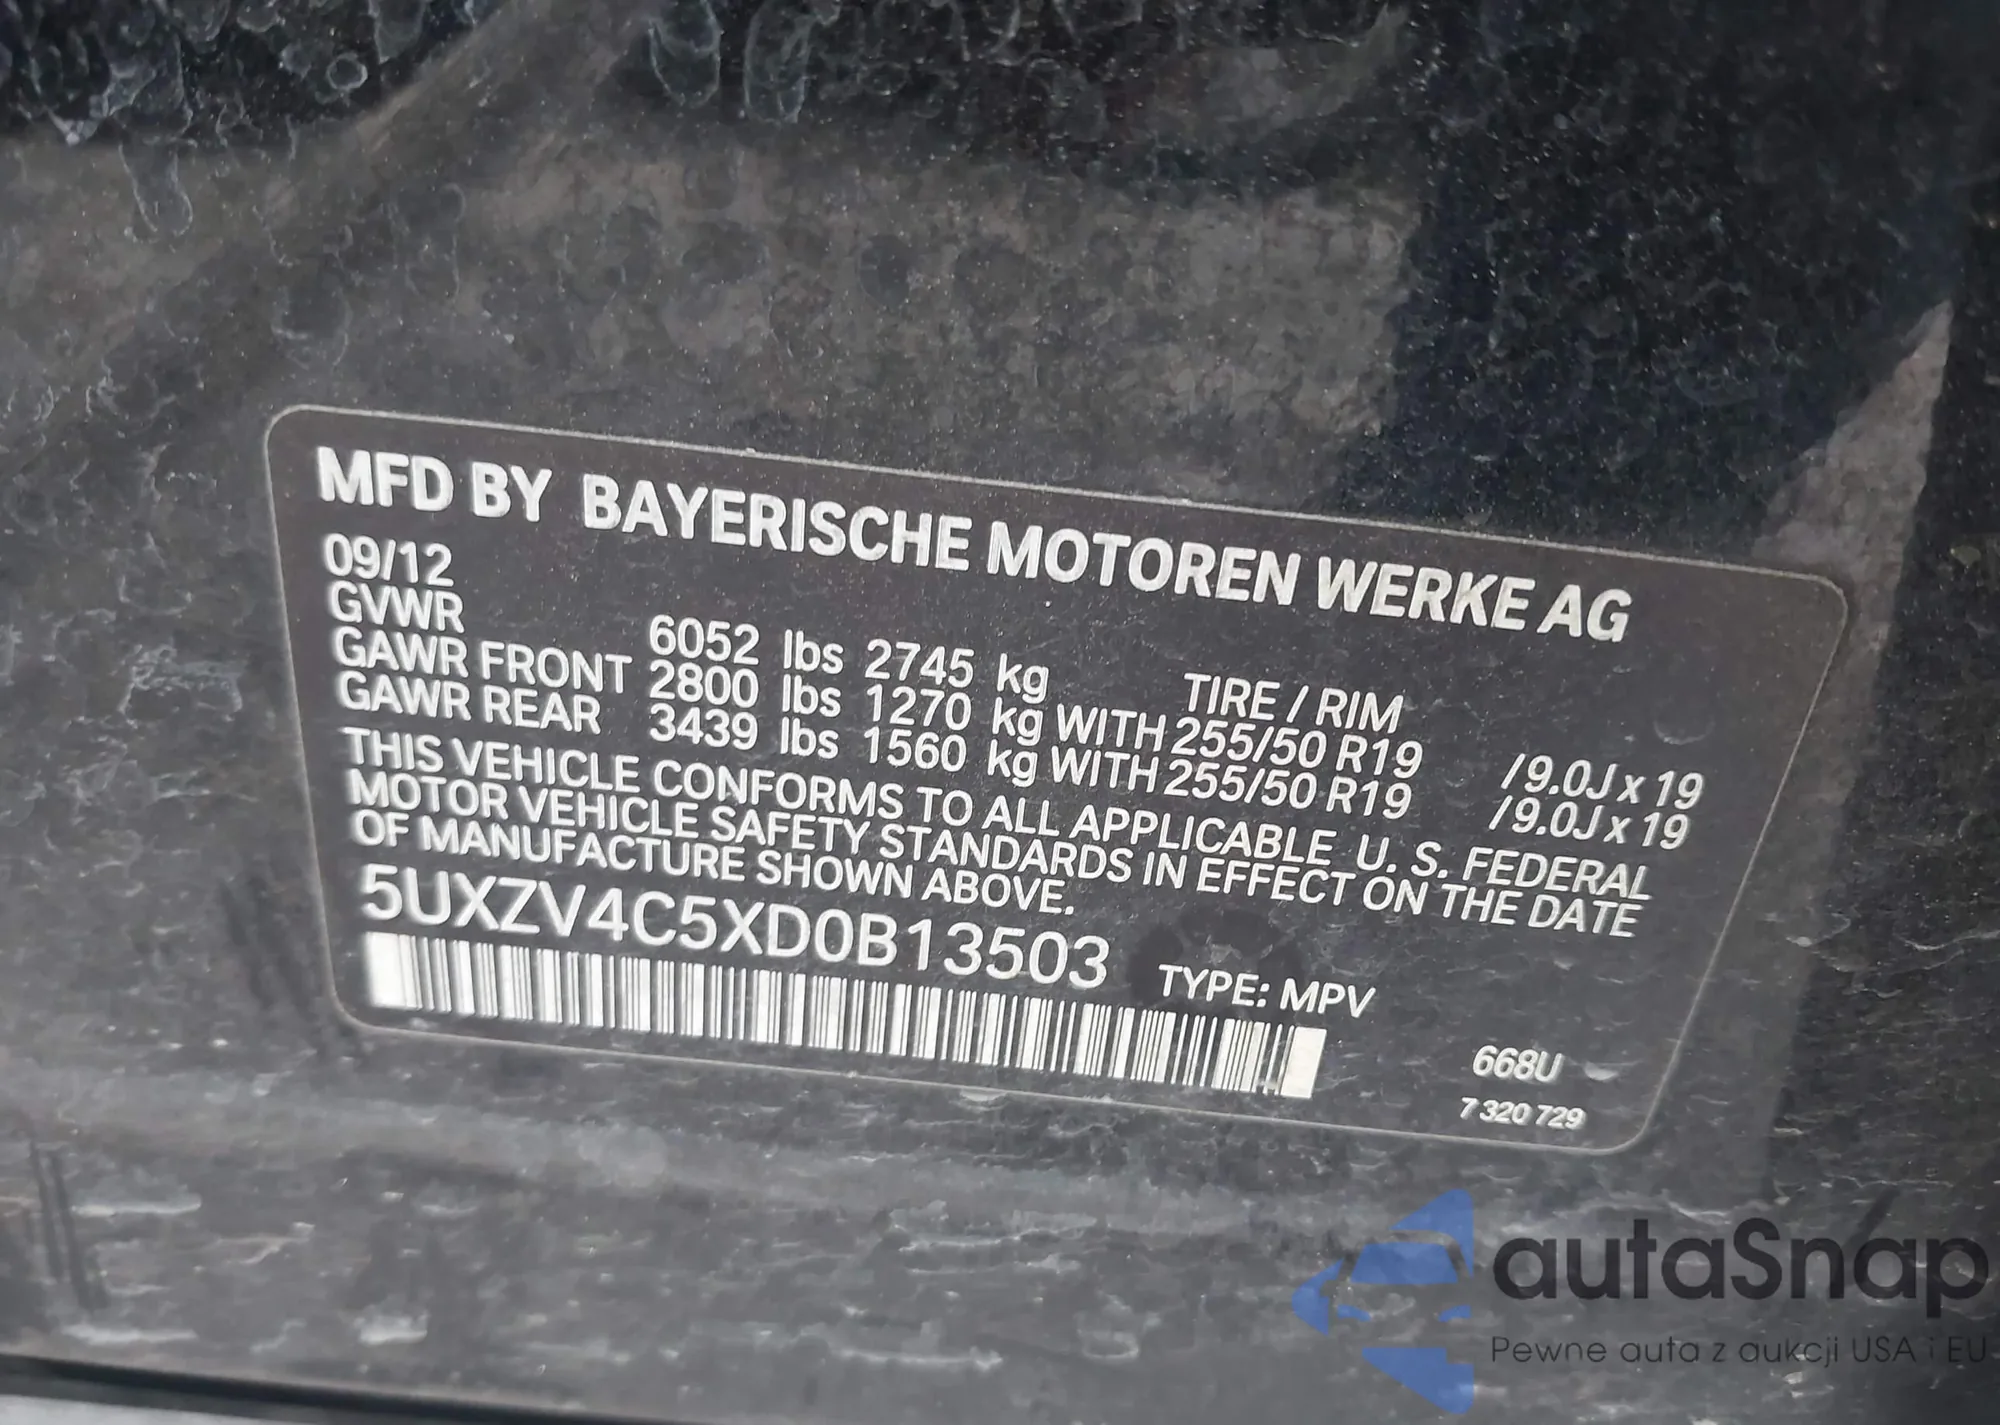 MFD BY BAYERISCHE MOTOREN WERKE AG
09/12
GVWR 6052 lbs 2745 kg TIRE / RIM
GAWR FRONT 2800 lbs 1270 kg WITH 255/50 R19 /9.0J x 19
GAWR REAR 3439 lbs 1560 kg WITH 255/50 R19 /9.0J x 19
THIS VEHICLE CONFORMS TO ALL APPLICABLE U. S. FEDERAL
MOTOR VEHICLE SAFETY STANDARDS IN EFFECT ON THE DATE
OF MANUFACTURE SHOWN ABOVE.
5UXZV4C5XD0B13503 TYPE: MPV
668U
7 320 729
autaSnap
Pewne auta z aukcji USA i EU